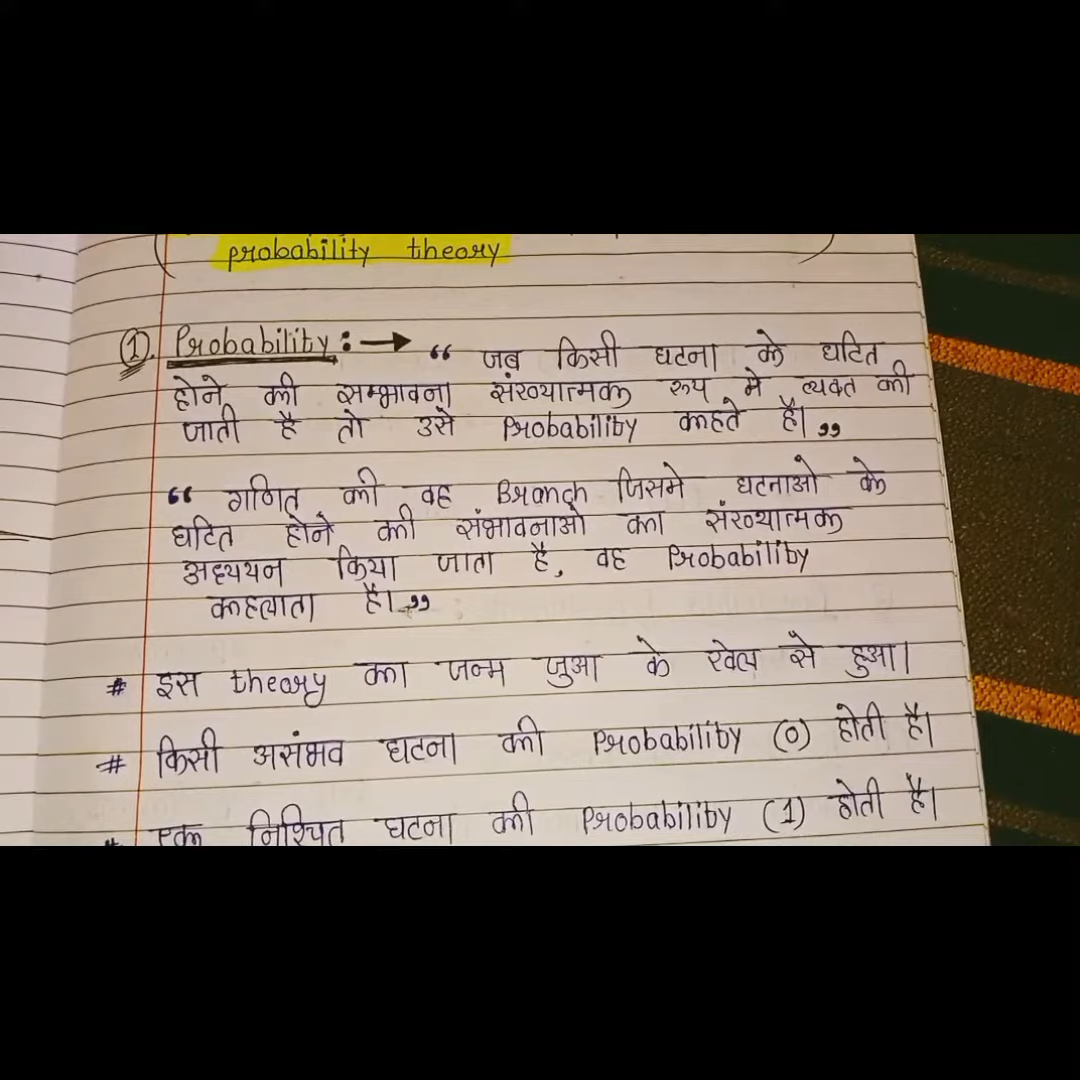 probability theory
①. Probability :→ “ जब किसी घटना के घटित
होने की सम्भावना संख्यात्मक रूप मे व्यक्त की
जाती है तो उसे Probability कहते है। ”
“ गणित की वह Branch जिसमे घटनाओ के
घटित होने की संभावनाओ का संख्यात्मक
अध्ययन किया जाता है, वह Probability
कहलाता है। ”
# इस theory का जन्म जुआ के खेल से हुआ।
# किसी असंभव घटना की Probability (0) होती है।
# एक निश्चित घटना की Probability (1) होती है।